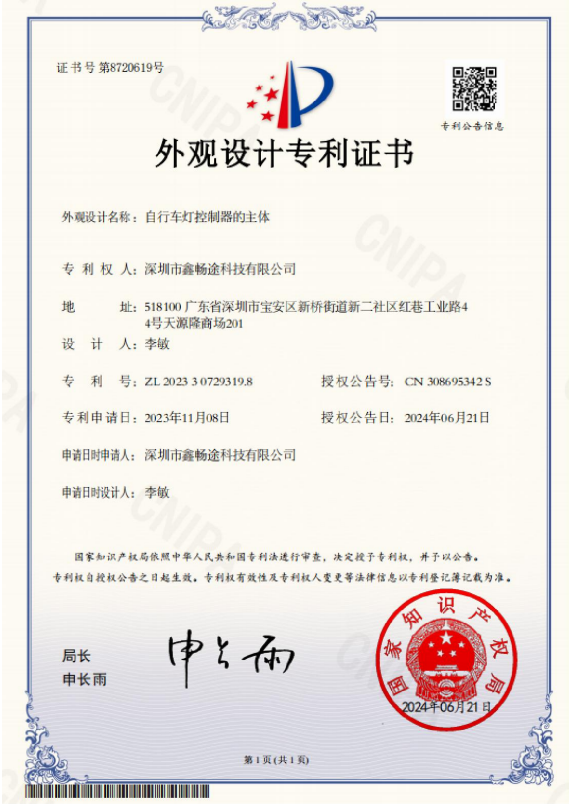 证书号第8720619号
专利公告信息
外观设计专利证书
外观设计名称：自行车灯控制器的主体
专利权人：深圳市鑫畅途科技有限公司
地址：518100 广东省深圳市宝安区新桥街道新二社区红巷工业路4
4号天源隆商场201
设计人：李敏
专利号：ZL 2023 3 0729319.8 授权公告号：CN 308695342 S
专利申请日：2023年11月08日 授权公告日：2024年06月21日
申请日时申请人：深圳市鑫畅途科技有限公司
申请日时设计人：李敏
国家知识产权局依照中华人民共和国专利法进行审查，决定授予专利权，并予以公告。
专利权自授权公告之日起生效。专利权有效性及专利权人变更等法律信息以专利登记簿记载为准。
局长
申长雨
申长雨
国家知识产权局
2024年06月21日
第1页(共1页)
CNIPA
CNIPA
CNIPA
CNIPA